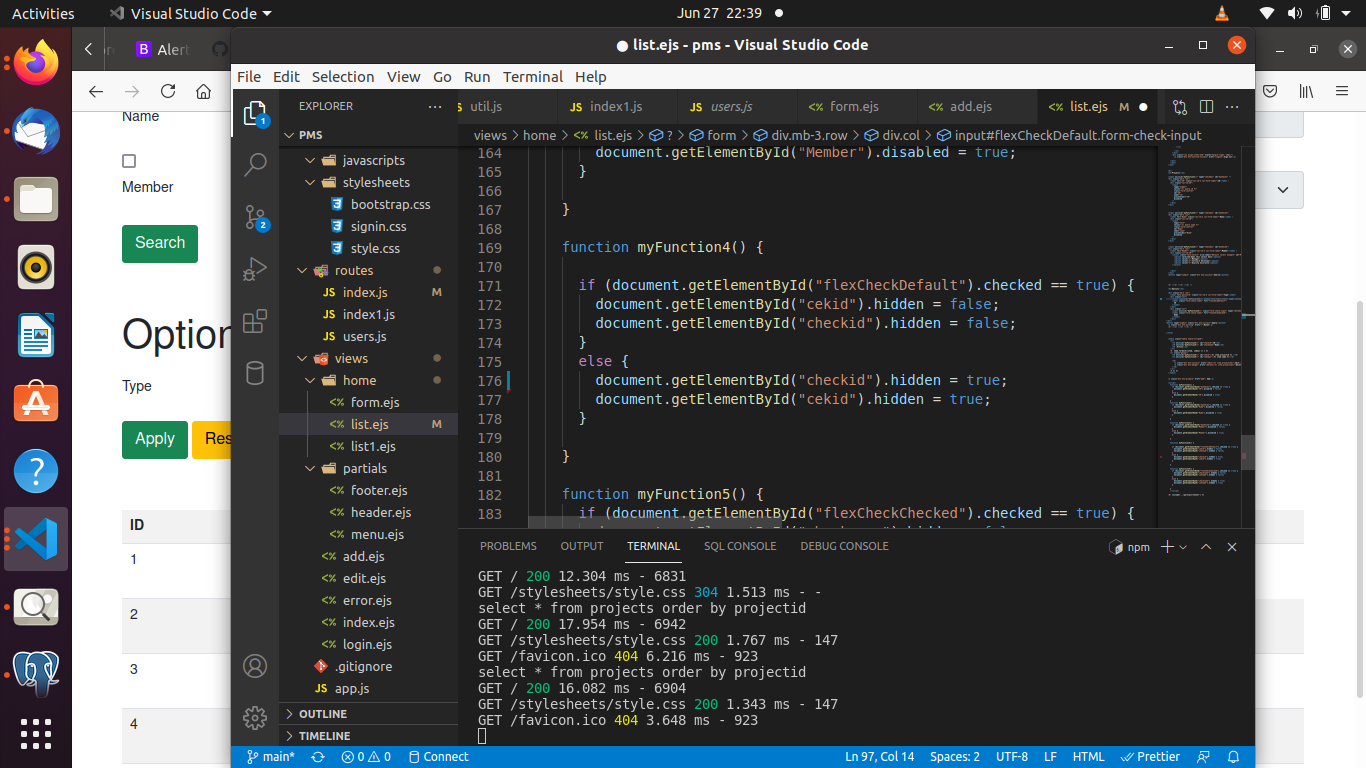 Activities
Visual Studio Code
Jun 27 22:39
Alert
list.ejs - pms - Visual Studio Code
File Edit Selection View Go Run Terminal Help
EXPLORER
util.js
index1.js
users.js
form.ejs
add.ejs
list.ejs M
PMS
views > home > <%= list.ejs > ? > form > div.mb-3.row > div.col > input#flexCheckDefault.form-check-input
Name
Member
Search
Option
Type
Apply
Res
ID
1
2
3
4
1
2
javascripts
stylesheets
bootstrap.css
signin.css
style.css
routes
JS index.js M
JS index1.js
JS users.js
views
home
<%= form.ejs
<%= list.ejs M
<%= list1.ejs
partials
<%= footer.ejs
<%= header.ejs
<%= menu.ejs
<%= add.ejs
<%= edit.ejs
<%= error.ejs
<%= index.ejs
<%= login.ejs
.gitignore
JS app.js
OUTLINE
TIMELINE
164 document.getElementById("Member").disabled = true;
165 }
166
167 }
168
169 function myFunction4() {
170
171 if (document.getElementById("flexCheckDefault").checked == true) {
172 document.getElementById("cekid").hidden = false;
173 document.getElementById("checkid").hidden = false;
174 }
175 else {
176 document.getElementById("checkid").hidden = true;
177 document.getElementById("cekid").hidden = true;
178 }
179
180 }
181
182 function myFunction5() {
183 if (document.getElementById("flexCheckChecked").checked == true) {
PROBLEMS OUTPUT TERMINAL SQL CONSOLE DEBUG CONSOLE
npm
GET / 200 12.304 ms - 6831
GET /stylesheets/style.css 304 1.513 ms - -
select * from projects order by projectid
GET / 200 17.954 ms - 6942
GET /stylesheets/style.css 200 1.767 ms - 147
GET /favicon.ico 404 6.216 ms - 923
select * from projects order by projectid
GET / 200 16.082 ms - 6904
GET /stylesheets/style.css 200 1.343 ms - 147
GET /favicon.ico 404 3.648 ms - 923
main* 0 0 Connect
Ln 97, Col 14 Spaces: 2 UTF-8 LF HTML Prettier